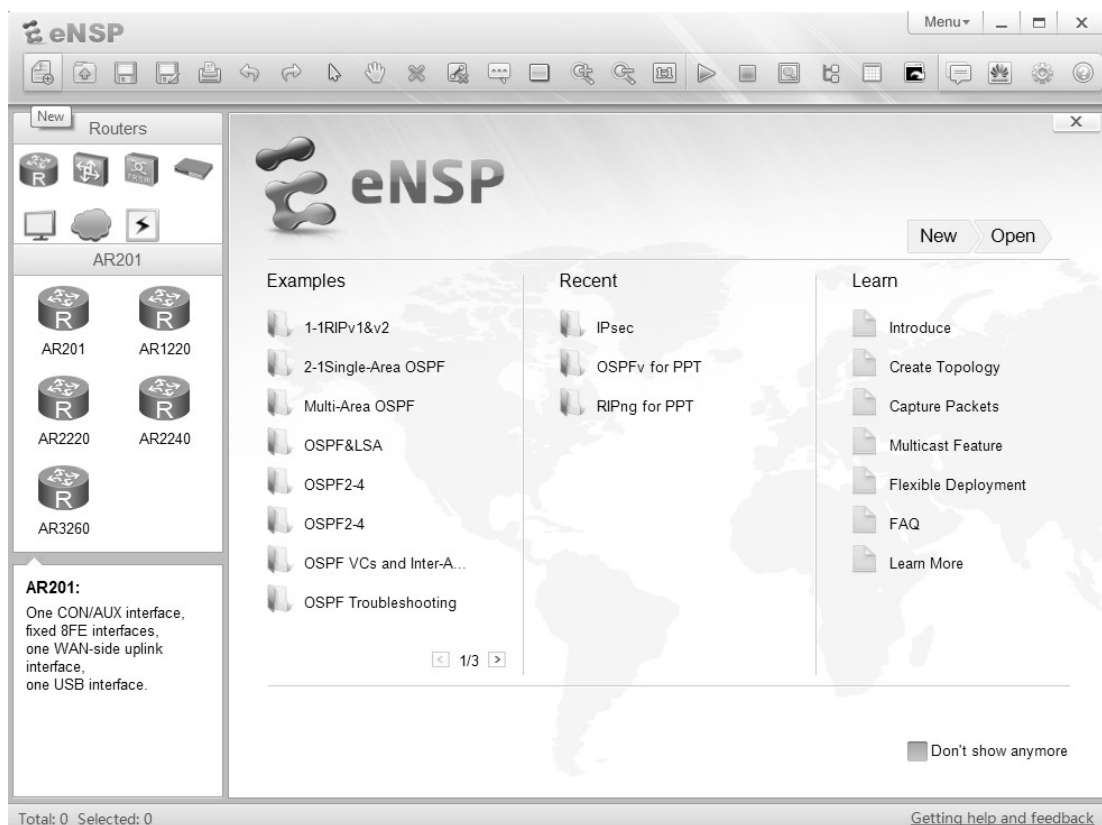 eNSP
Menu
New
Routers
R
FRSW
AR201
R
R
AR201
AR1220
R
R
AR2220
AR2240
R
AR3260
AR201:
One CON/AUX interface,
fixed 8FE interfaces,
one WAN-side uplink
interface,
one USB interface.
eNSP
New
Open
Examples
1-1RIPv1&v2
2-1Single-Area OSPF
Multi-Area OSPF
OSPF&LSA
OSPF2-4
OSPF2-4
OSPF VCs and Inter-A...
OSPF Troubleshooting
1/3
Recent
IPsec
OSPFv for PPT
RIPng for PPT
Learn
Introduce
Create Topology
Capture Packets
Multicast Feature
Flexible Deployment
FAQ
Learn More
Don't show anymore
Total: 0 Selected: 0
Getting help and feedback